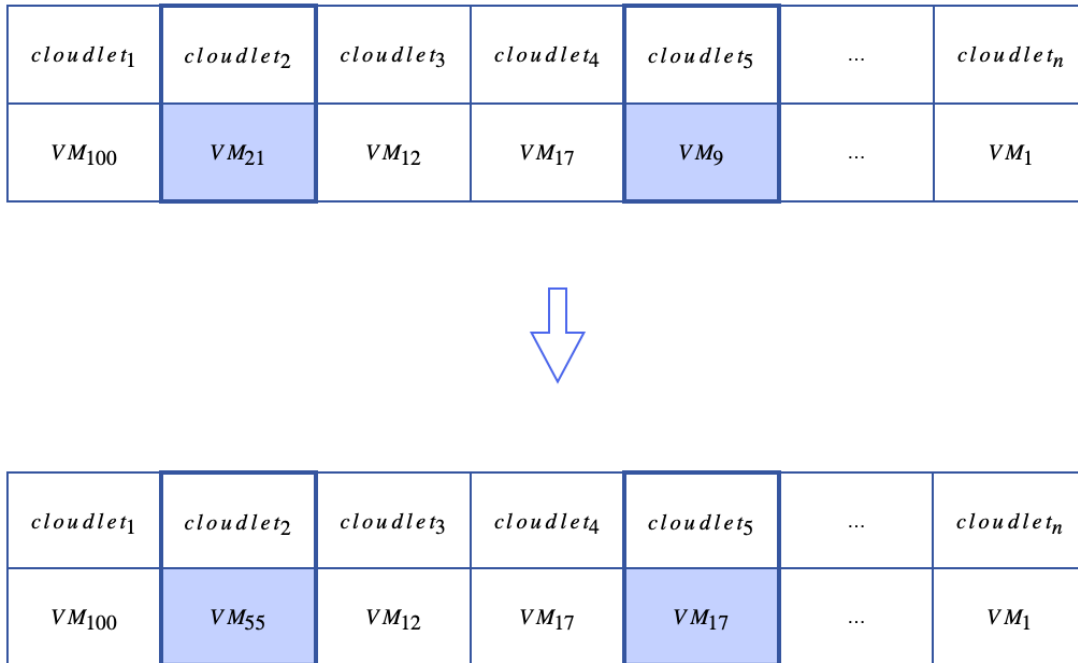 cloudlet₁ cloudlet₂ cloudlet₃ cloudlet₄ cloudlet₅ ... cloudletₙ
VM₁₀₀ VM₂₁ VM₁₂ VM₁₇ VM₉ ... VM₁
cloudlet₁ cloudlet₂ cloudlet₃ cloudlet₄ cloudlet₅ ... cloudletₙ
VM₁₀₀ VM₅₅ VM₁₂ VM₁₇ VM₁₇ ... VM₁